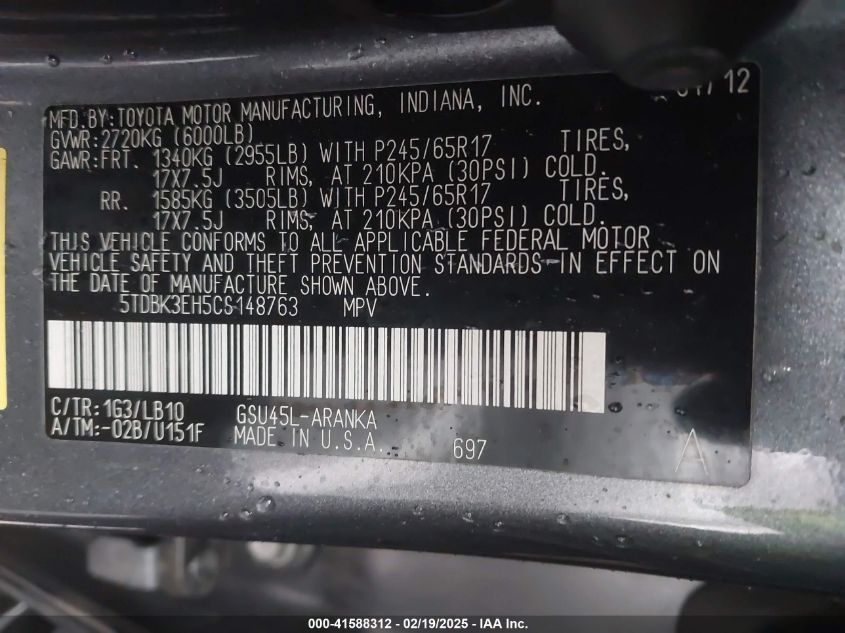 MFD. BY: TOYOTA MOTOR MANUFACTURING, INDIANA, INC.
GVWR: 2720KG (6000LB)
GAWR: FRT. 1340KG (2955LB) WITH P245/65R17 TIRES,
17X7.5J RIMS, AT 210KPA (30PSI) COLD.
RR. 1585KG (3505LB) WITH P245/65R17 TIRES,
17X7.5J RIMS, AT 210KPA (30PSI) COLD.
THIS VEHICLE CONFORMS TO ALL APPLICABLE FEDERAL MOTOR
VEHICLE SAFETY AND THEFT PREVENTION STANDARDS IN EFFECT ON
THE DATE OF MANUFACTURE SHOWN ABOVE.
5TDBK3EH5CS148763 MPV
C/TR: 1G3/LB10 GSU45L-ARANKA
A/TM:-02B/U151F MADE IN U.S.A. 697 A
000-41588312 / 02/19/2025 - IAA Inc.